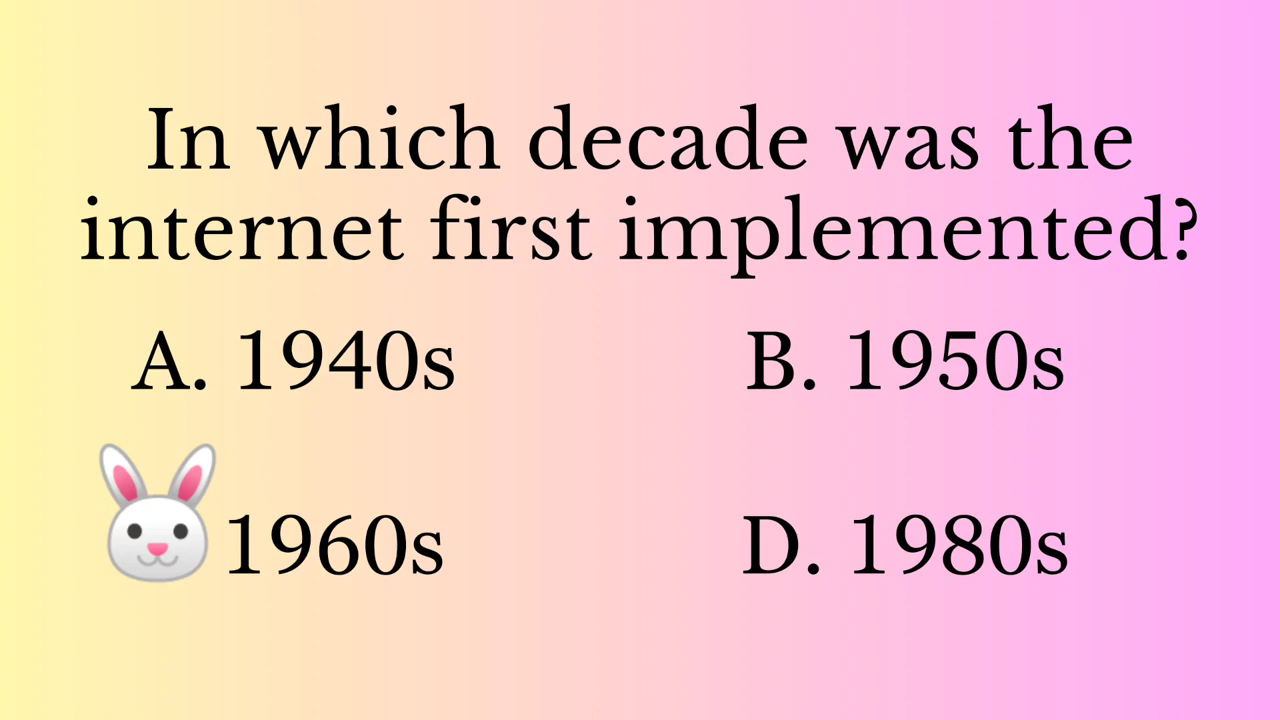 In which decade was the
internet first implemented?
A. 1940s
B. 1950s
1960s
D. 1980s